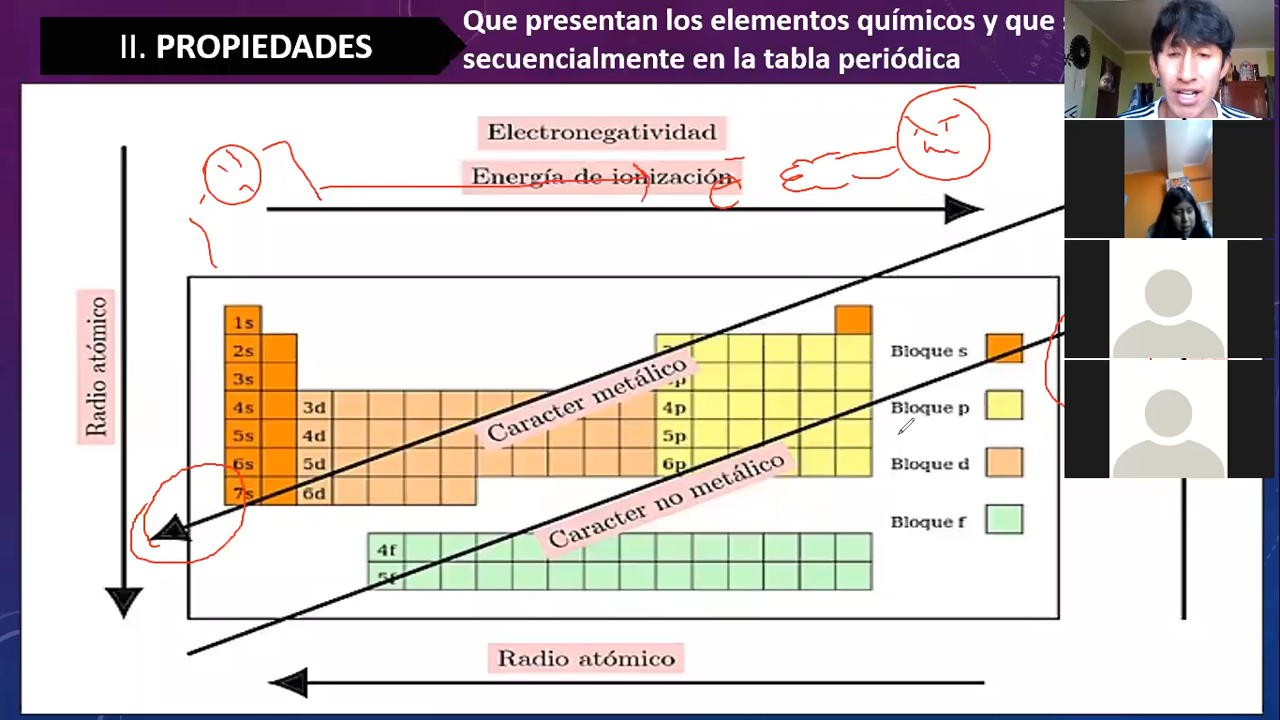 II. PROPIEDADES
Que presentan los elementos químicos y que
secuencialmente en la tabla periódica
Electronegatividad
Energía de ionización
e-
Radio atómico
1s
2s
3s
4s 3d 4p
5s 4d 5p
6s 5d 6p
7s 6d
4f
5f
Caracter metálico
Caracter no metálico
Bloque s
Bloque p
Bloque d
Bloque f
Radio atómico